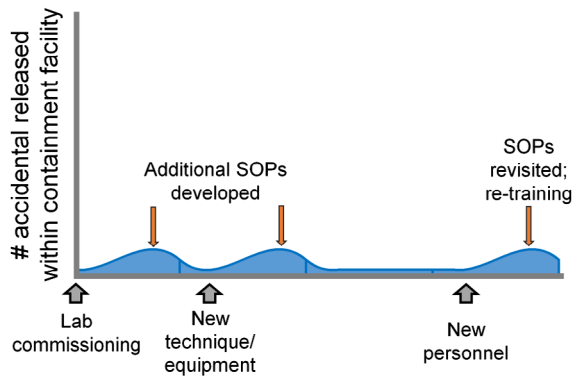 # accidental released
within containment facility
Additional SOPs
developed
SOPs
revisited;
re-training
Lab
commissioning
New
technique/
equipment
New
personnel